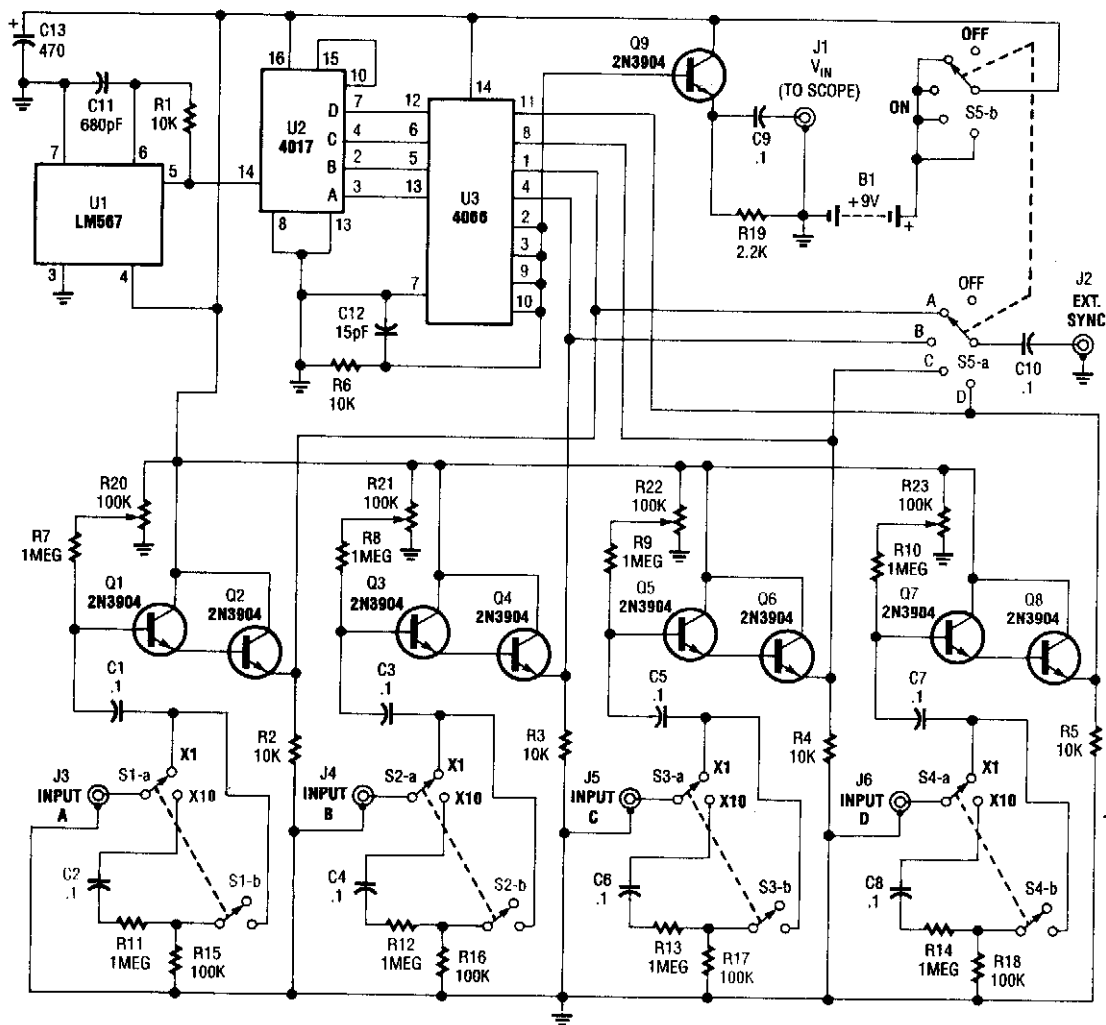 C13
470
C11
680pF
R1
10K
7
6
5
U1
LM567
3
4
16
15
10
14
U2
4017
D
C
B
A
7
4
2
3
8
13
12
6
5
13
14
U3
4066
7
11
8
1
4
2
3
9
10
C12
15pF
R6
10K
Q9
2N3904
J1
VIN
(TO SCOPE)
C9
.1
R19
2.2K
B1
+9V
+
OFF
ON
S5-b
OFF
A
B
C
D
S5-a
C10
.1
J2
EXT.
SYNC
R20
100K
R7
1MEG
Q1
2N3904
Q2
2N3904
C1
.1
R2
10K
J3
INPUT
A
S1-a
X1
X10
C2
.1
S1-b
R11
1MEG
R15
100K
R21
100K
R8
1MEG
Q3
2N3904
Q4
2N3904
C3
.1
R3
10K
J4
INPUT
B
S2-a
X1
X10
C4
.1
S2-b
R12
1MEG
R16
100K
R22
100K
R9
1MEG
Q5
2N3904
Q6
2N3904
C5
.1
R4
10K
J5
INPUT
C
S3-a
X1
X10
C6
.1
S3-b
R13
1MEG
R17
100K
R23
100K
R10
1MEG
Q7
2N3904
Q8
2N3904
C7
.1
R5
10K
J6
INPUT
D
S4-a
X1
X10
C8
.1
S4-b
R14
1MEG
R18
100K